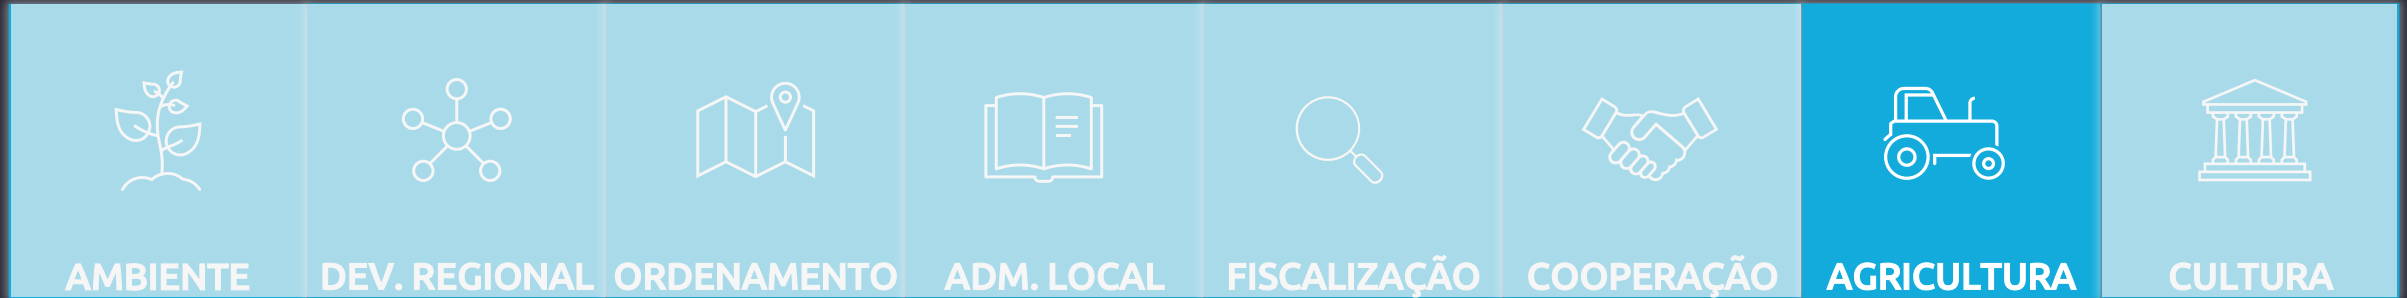 AMBIENTE
DEV. REGIONAL
ORDENAMENTO
ADM. LOCAL
FISCALIZAÇÃO
COOPERAÇÃO
AGRICULTURA
CULTURA